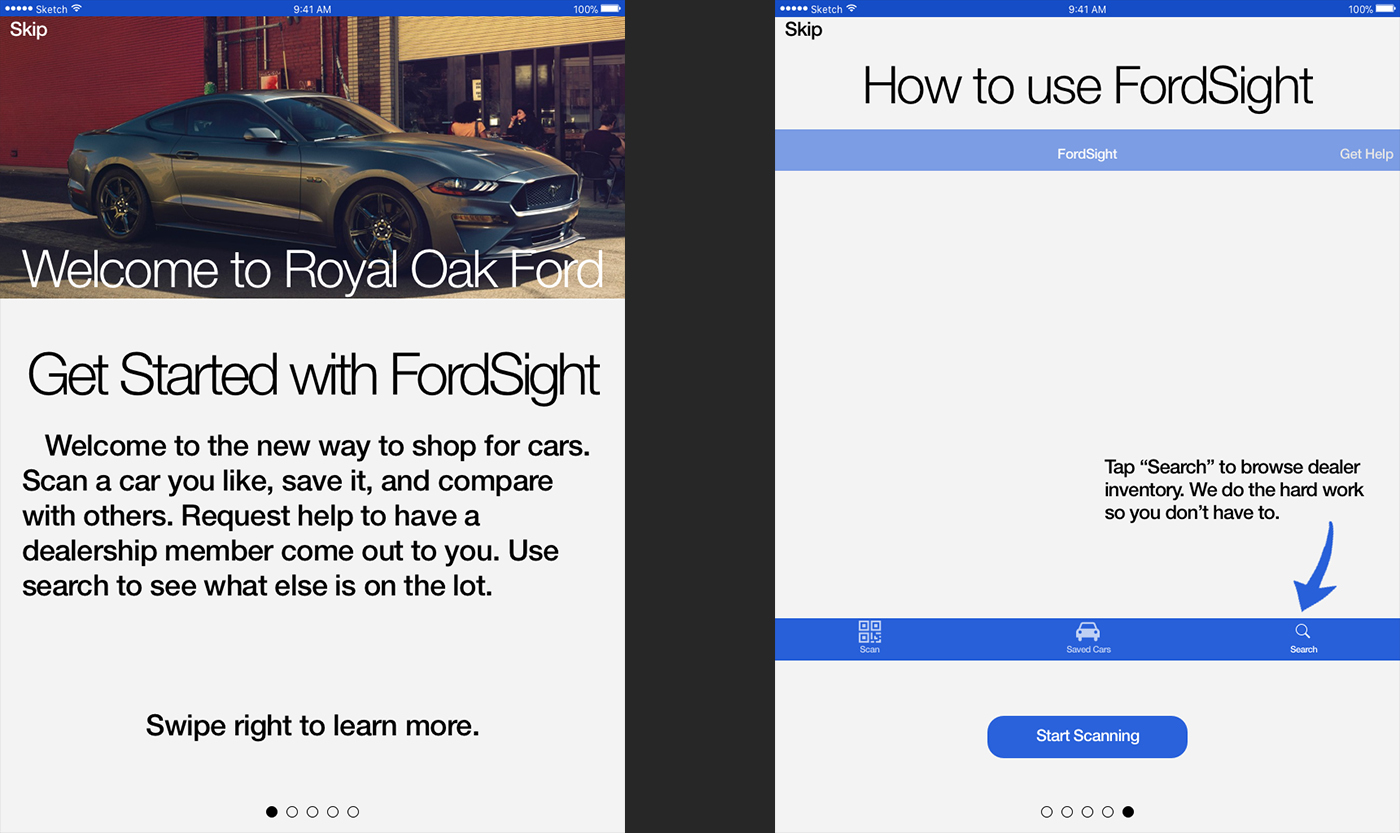 Sketch 9:41 AM 100%
Skip
Welcome to Royal Oak Ford
Get Started with FordSight
Welcome to the new way to shop for cars.
Scan a car you like, save it, and compare
with others. Request help to have a
dealership member come out to you. Use
search to see what else is on the lot.
Swipe right to learn more.
Sketch 9:41 AM 100%
Skip
How to use FordSight
FordSight Get Help
Tap “Search” to browse dealer
inventory. We do the hard work
so you don’t have to.
Scan Saved Cars Search
Start Scanning